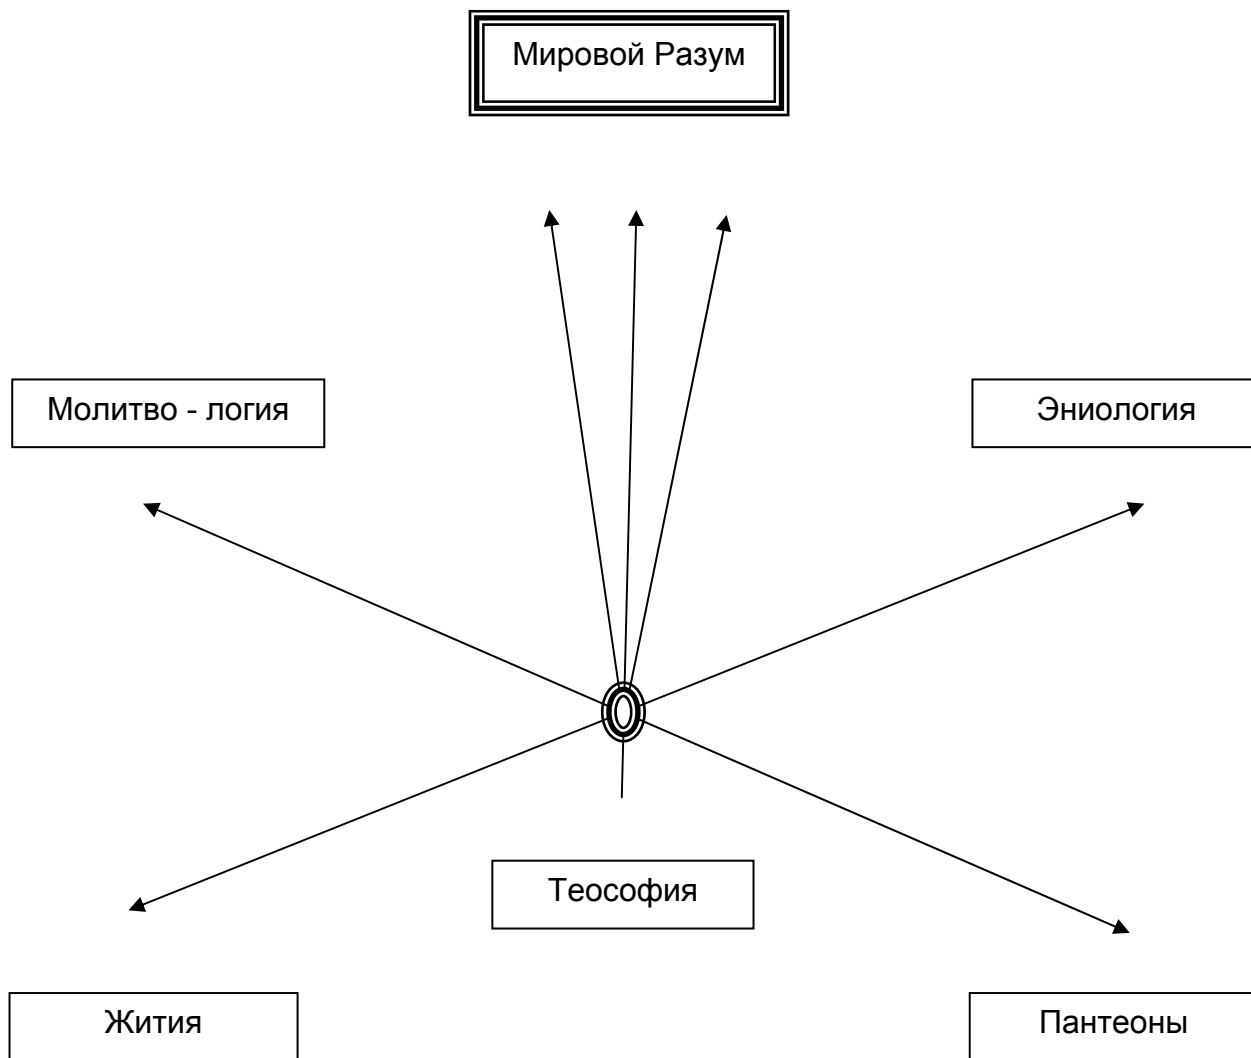 Мировой Разум
Молитво - логия
Эниология
Теософия
Жития
Пантеоны